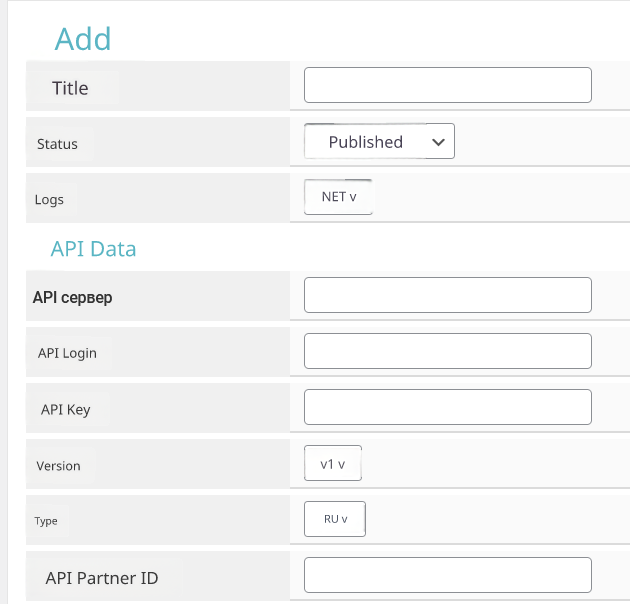 Add
Title
Status
Published
Logs
NET v
API Data
API сервер
API Login
API Key
Version
v1 v
Type
RU v
API Partner ID